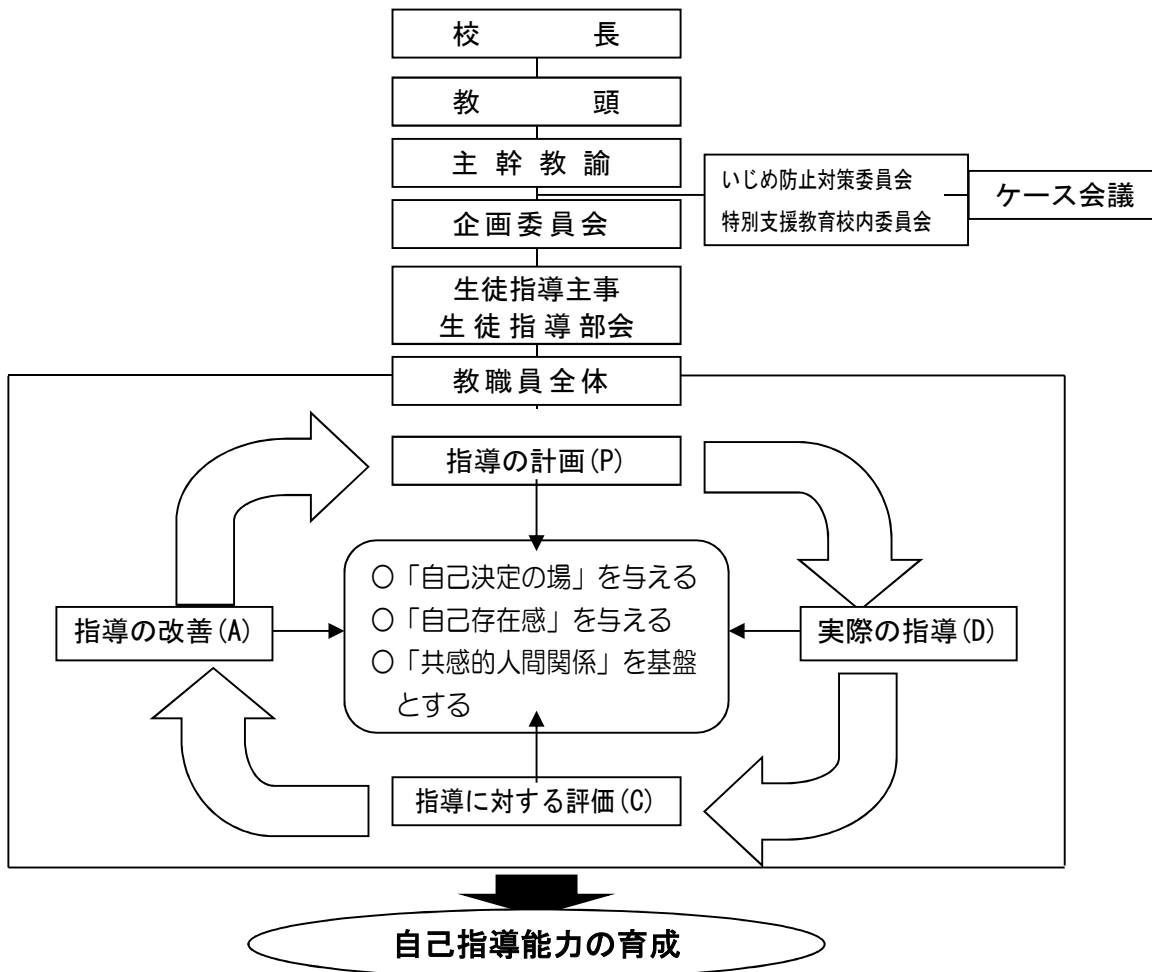 校長
教頭
主幹教諭
いじめ防止対策委員会
特別支援教育校内委員会
ケース会議
企画委員会
生徒指導主事
生徒指導部会
教職員全体
指導の計画(P)
○「自己決定の場」を与える
○「自己存在感」を与える
○「共感的人間関係」を基盤
とする
指導の改善(A)
実際の指導(D)
指導に対する評価(C)
自己指導能力の育成